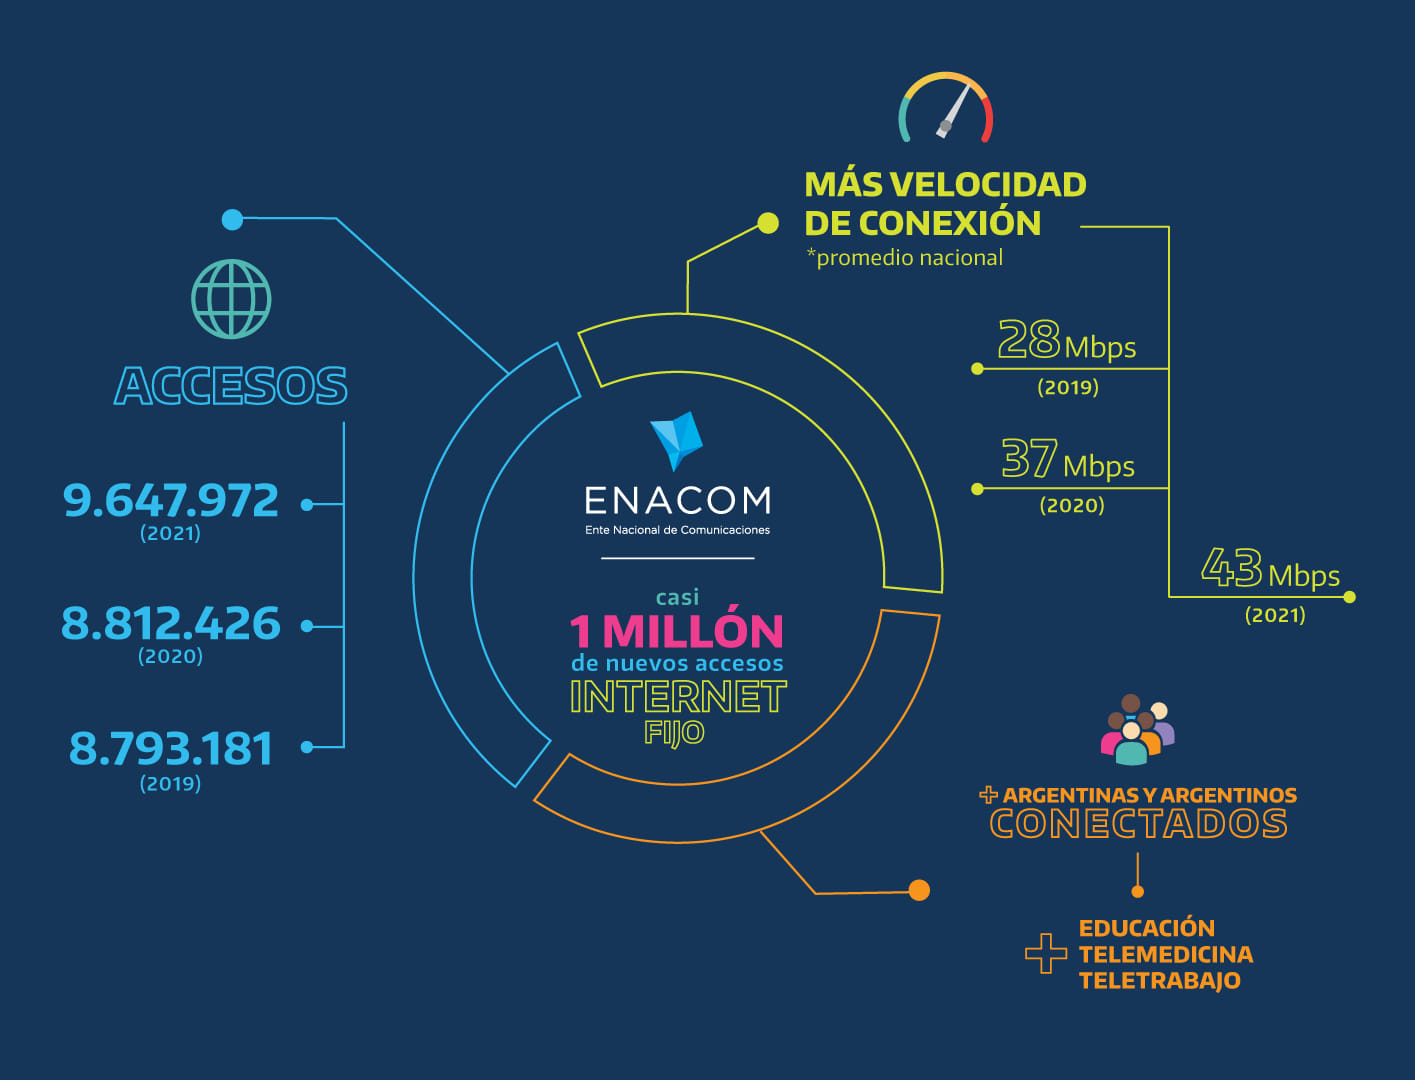 ACCESOS
9.647.972
(2021)
8.812.426
(2020)
8.793.181
(2019)
MÁS VELOCIDAD
DE CONEXIÓN
*promedio nacional
28 Mbps
(2019)
37 Mbps
(2020)
43 Mbps
(2021)
ENACOM
Ente Nacional de Comunicaciones
casi
1 MILLÓN
de nuevos accesos
INTERNET
FIJO
+ ARGENTINAS Y ARGENTINOS
CONECTADOS
+ EDUCACIÓN
TELEMEDICINA
TELETRABAJO